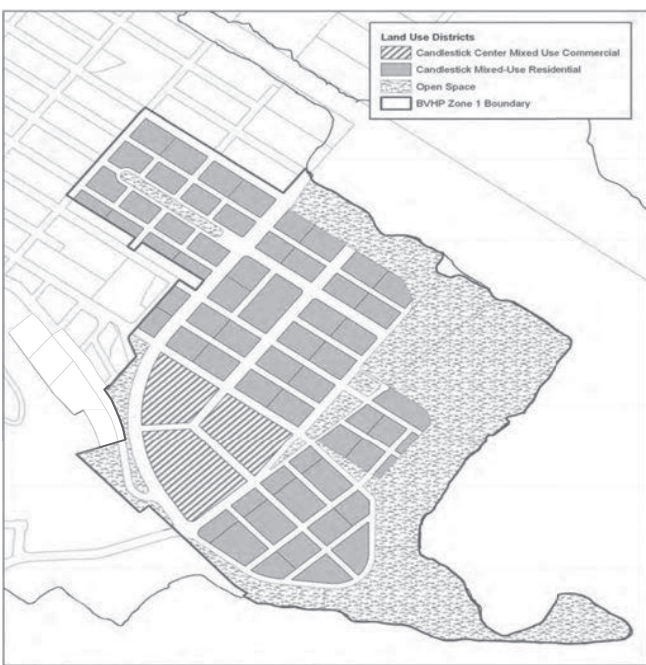 Land Use Districts
Candlestick Center Mixed Use Commercial
Candlestick Mixed-Use Residential
Open Space
BVHP Zone 1 Boundary